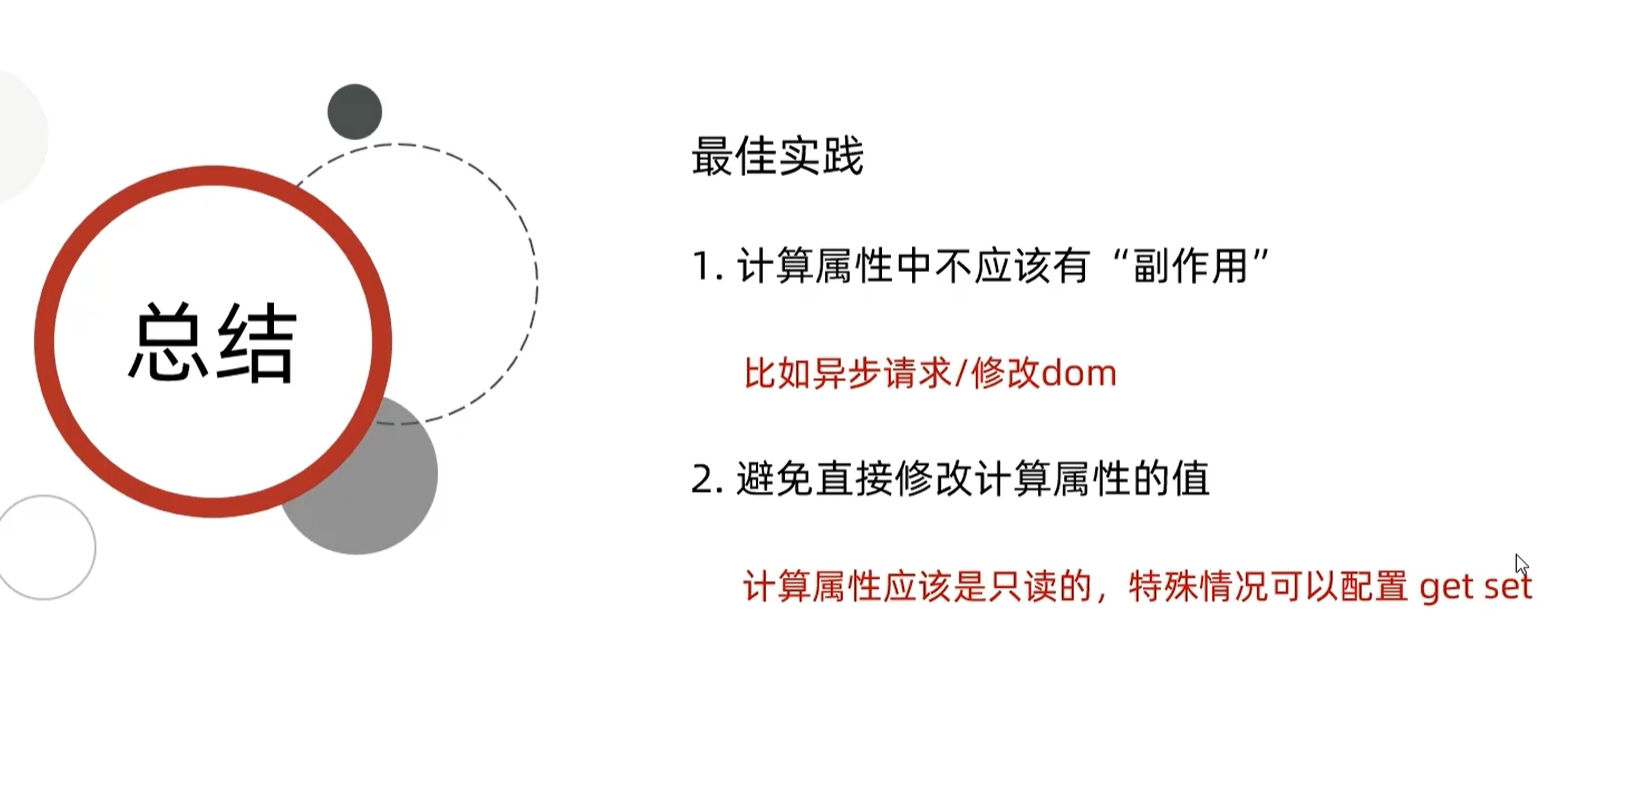 总结
最佳实践
1. 计算属性中不应该有“副作用”
比如异步请求/修改dom
2. 避免直接修改计算属性的值
计算属性应该是只读的，特殊情况可以配置 get set